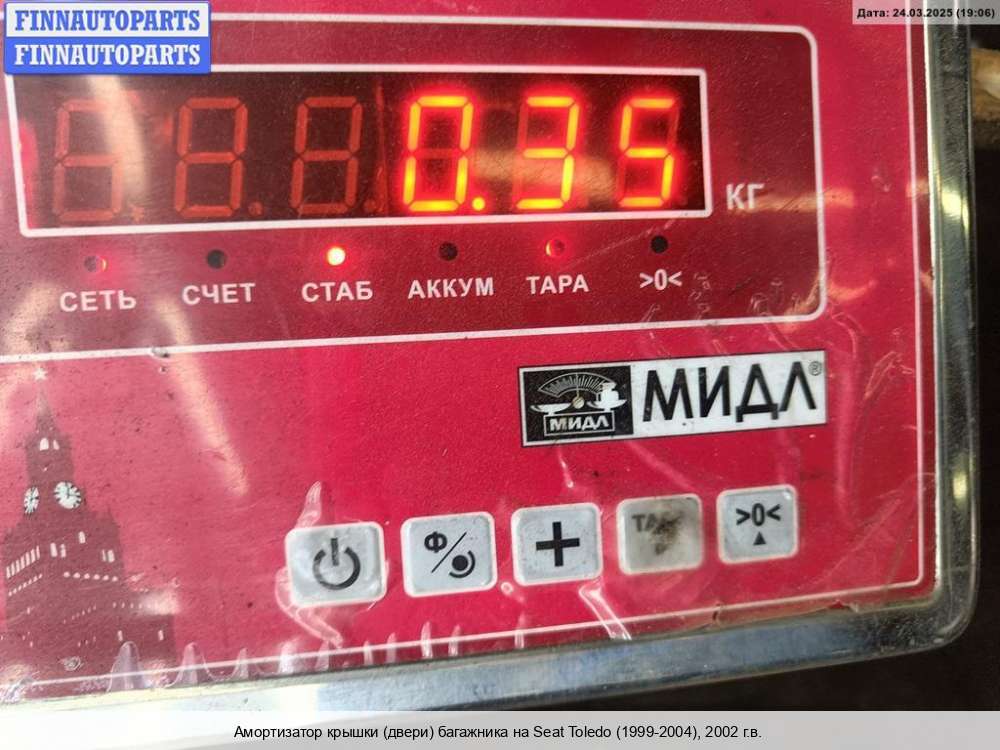 FINNAUTOPARTS
FINNAUTOPARTS
Дата: 24.03.2025 (19:06)
0.35
КГ
СЕТЬ СЧЕТ СТАБ АККУМ ТАРА >0<
МИДЛ МИДЛ®
Ф >0<
Амортизатор крышки (двери) багажника на Seat Toledo (1999-2004), 2002 г.в.